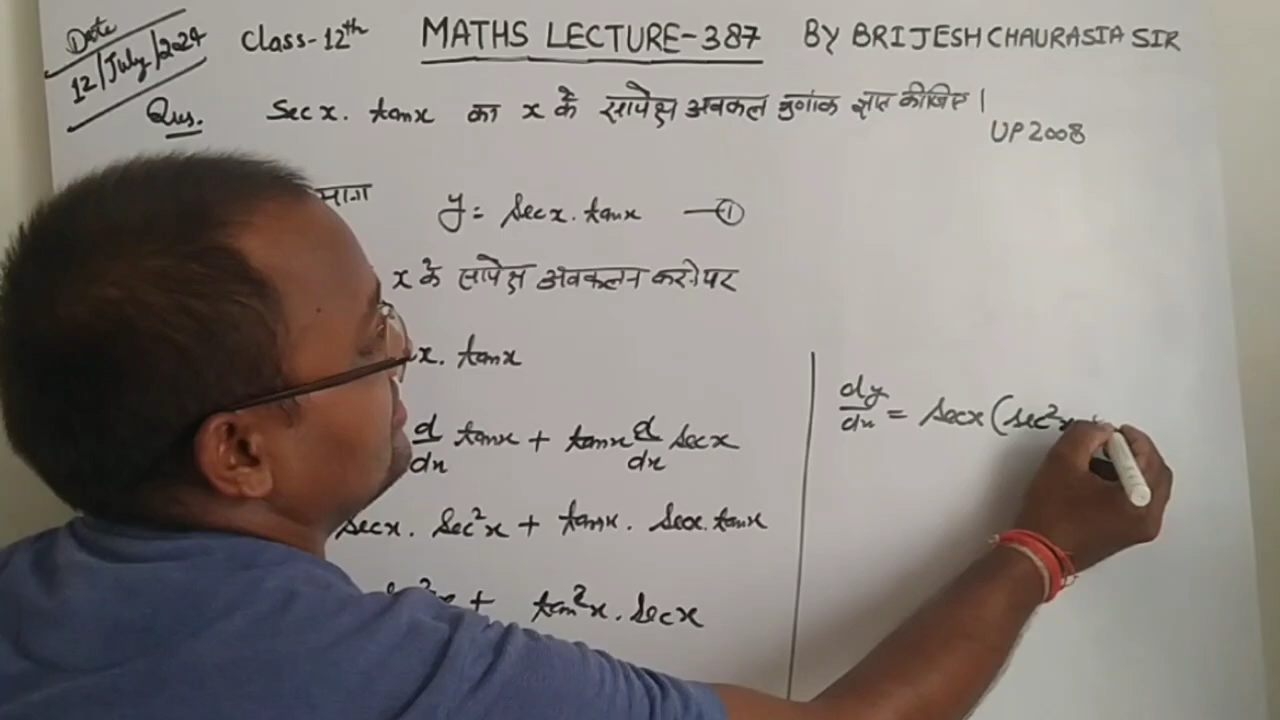 Date
12/July/2024
Class-12th MATHS LECTURE-387 BY BRIJESH CHAURASIA SIR
Qus. Sec x. tan x का x के सापेक्ष अवकल गुणांक ज्ञात कीजिए।
UP 2008
माना y = Sec x. tan x —①
x के सापेक्ष अवकलन करने पर
x. tan x
d/dx tan x + tan x d/dx Sec x
Sec x. Sec²x + tan x. Sec x. tan x
+ tan²x. Sec x
dy/dx = Sec x (Sec²x +